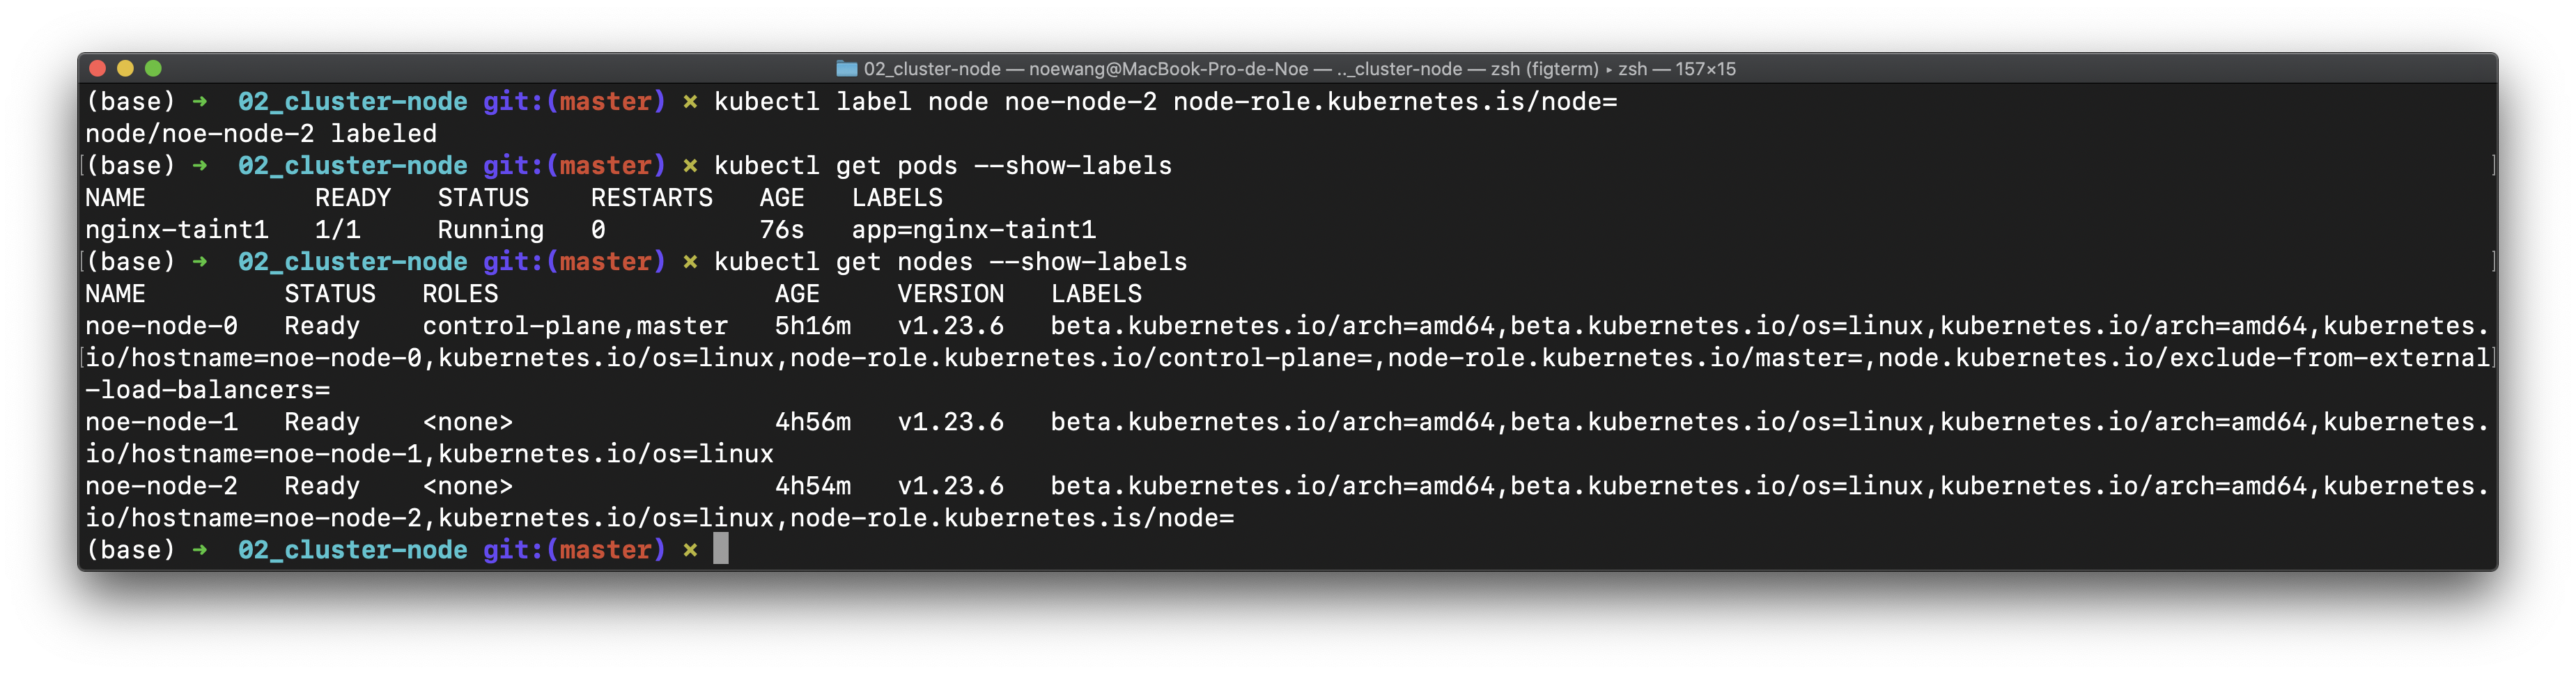 02_cluster-node — noewang@MacBook-Pro-de-Noe — .._cluster-node — zsh (figterm) ▸ zsh — 157×15
(base) ➜  02_cluster-node git:(master) ✗ kubectl label node noe-node-2 node-role.kubernetes.is/node=
node/noe-node-2 labeled
(base) ➜  02_cluster-node git:(master) ✗ kubectl get pods --show-labels
NAME           READY   STATUS    RESTARTS   AGE   LABELS
nginx-taint1   1/1     Running   0          76s   app=nginx-taint1
(base) ➜  02_cluster-node git:(master) ✗ kubectl get nodes --show-labels
NAME         STATUS   ROLES                  AGE     VERSION   LABELS
noe-node-0   Ready    control-plane,master   5h16m   v1.23.6   beta.kubernetes.io/arch=amd64,beta.kubernetes.io/os=linux,kubernetes.io/arch=amd64,kubernetes.
io/hostname=noe-node-0,kubernetes.io/os=linux,node-role.kubernetes.io/control-plane=,node-role.kubernetes.io/master=,node.kubernetes.io/exclude-from-external
-load-balancers=
noe-node-1   Ready    <none>                 4h56m   v1.23.6   beta.kubernetes.io/arch=amd64,beta.kubernetes.io/os=linux,kubernetes.io/arch=amd64,kubernetes.
io/hostname=noe-node-1,kubernetes.io/os=linux
noe-node-2   Ready    <none>                 4h54m   v1.23.6   beta.kubernetes.io/arch=amd64,beta.kubernetes.io/os=linux,kubernetes.io/arch=amd64,kubernetes.
io/hostname=noe-node-2,kubernetes.io/os=linux,node-role.kubernetes.is/node=
(base) ➜  02_cluster-node git:(master) ✗